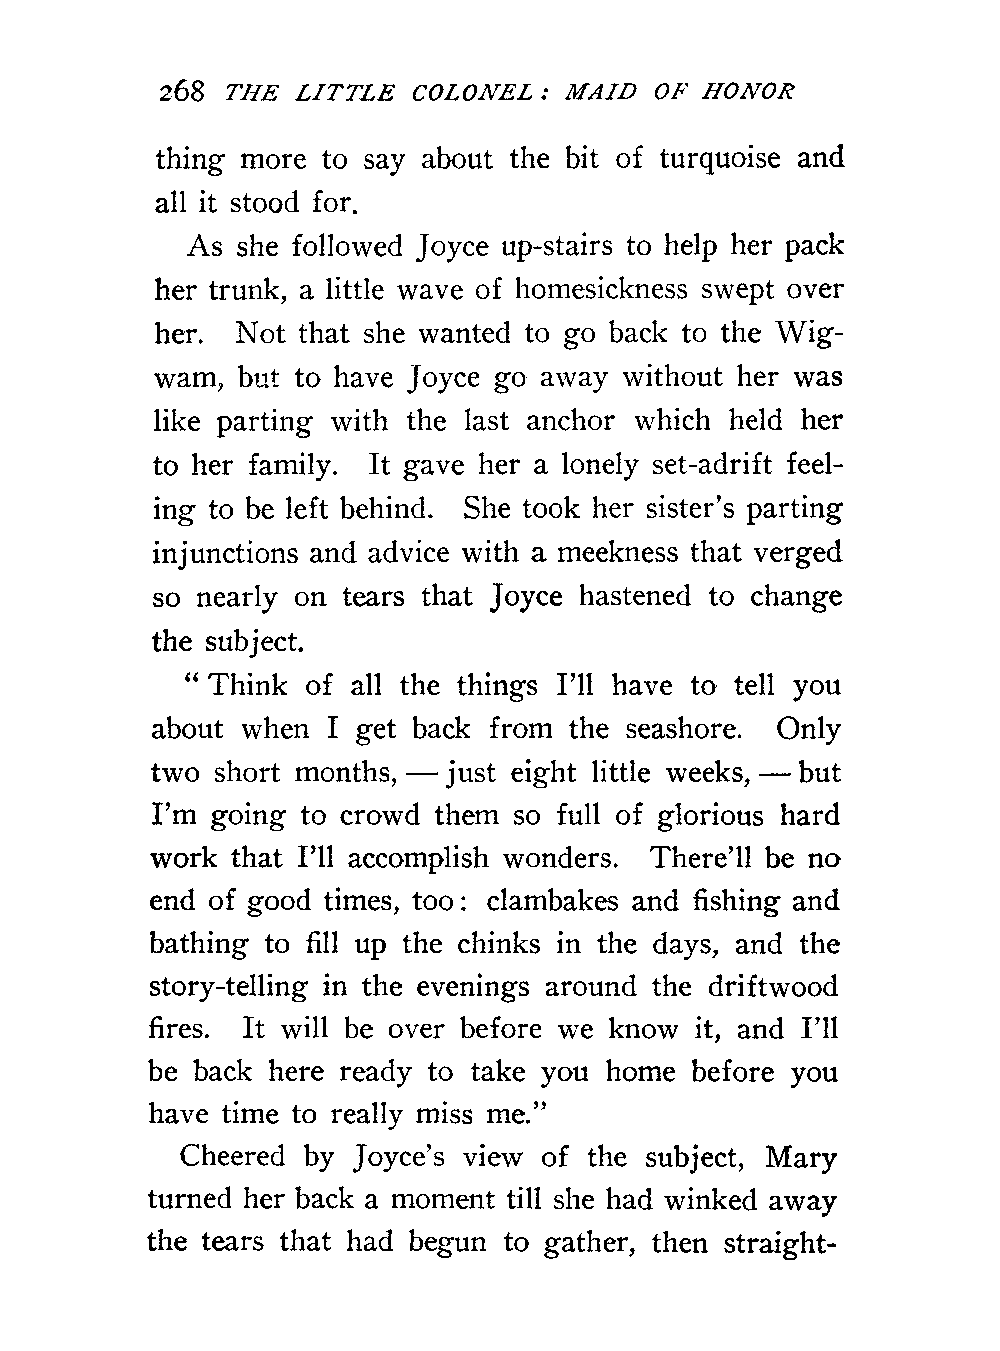 268 THE LITTLE COLONEL: MAID OF HONOR
thing more to say about the bit of turquoise and
all it stood for.
As she followed Joyce up-stairs to help her pack
her trunk, a little wave of homesickness swept over
her. Not that she wanted to go back to the Wig-
wam, but to have Joyce go away without her was
like parting with the last anchor which held her
to her family. It gave her a lonely set-adrift feel-
ing to be left behind. She took her sister's parting
injunctions and advice with a meekness that verged
so nearly on tears that Joyce hastened to change
the subject.
" Think of all the things I'll have to tell you
about when I get back from the seashore. Only
two short months, — just eight little weeks, — but
I'm going to crowd them so full of glorious hard
work that I'll accomplish wonders. There'll be no
end of good times, too: clambakes and fishing and
bathing to fill up the chinks in the days, and the
story-telling in the evenings around the driftwood
fires. It will be over before we know it, and I'll
be back here ready to take you home before you
have time to really miss me."
Cheered by Joyce's view of the subject, Mary
turned her back a moment till she had winked away
the tears that had begun to gather, then straight-